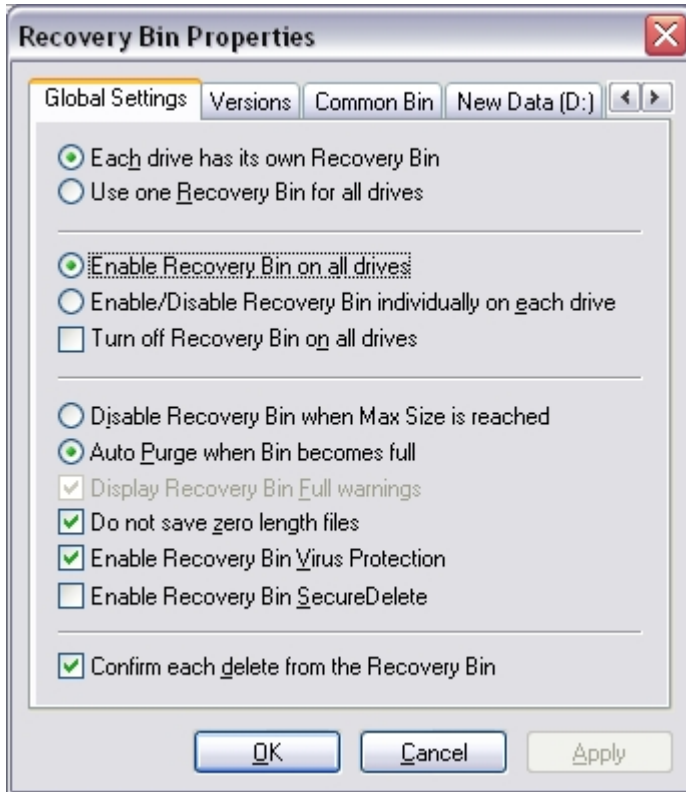 Recovery Bin Properties
Global Settings Versions Common Bin New Data (D:)
Each drive has its own Recovery Bin
Use one Recovery Bin for all drives
Enable Recovery Bin on all drives
Enable/Disable Recovery Bin individually on each drive
Turn off Recovery Bin on all drives
Disable Recovery Bin when Max Size is reached
Auto Purge when Bin becomes full
Display Recovery Bin Full warnings
Do not save zero length files
Enable Recovery Bin Virus Protection
Enable Recovery Bin SecureDelete
Confirm each delete from the Recovery Bin
OK Cancel Apply